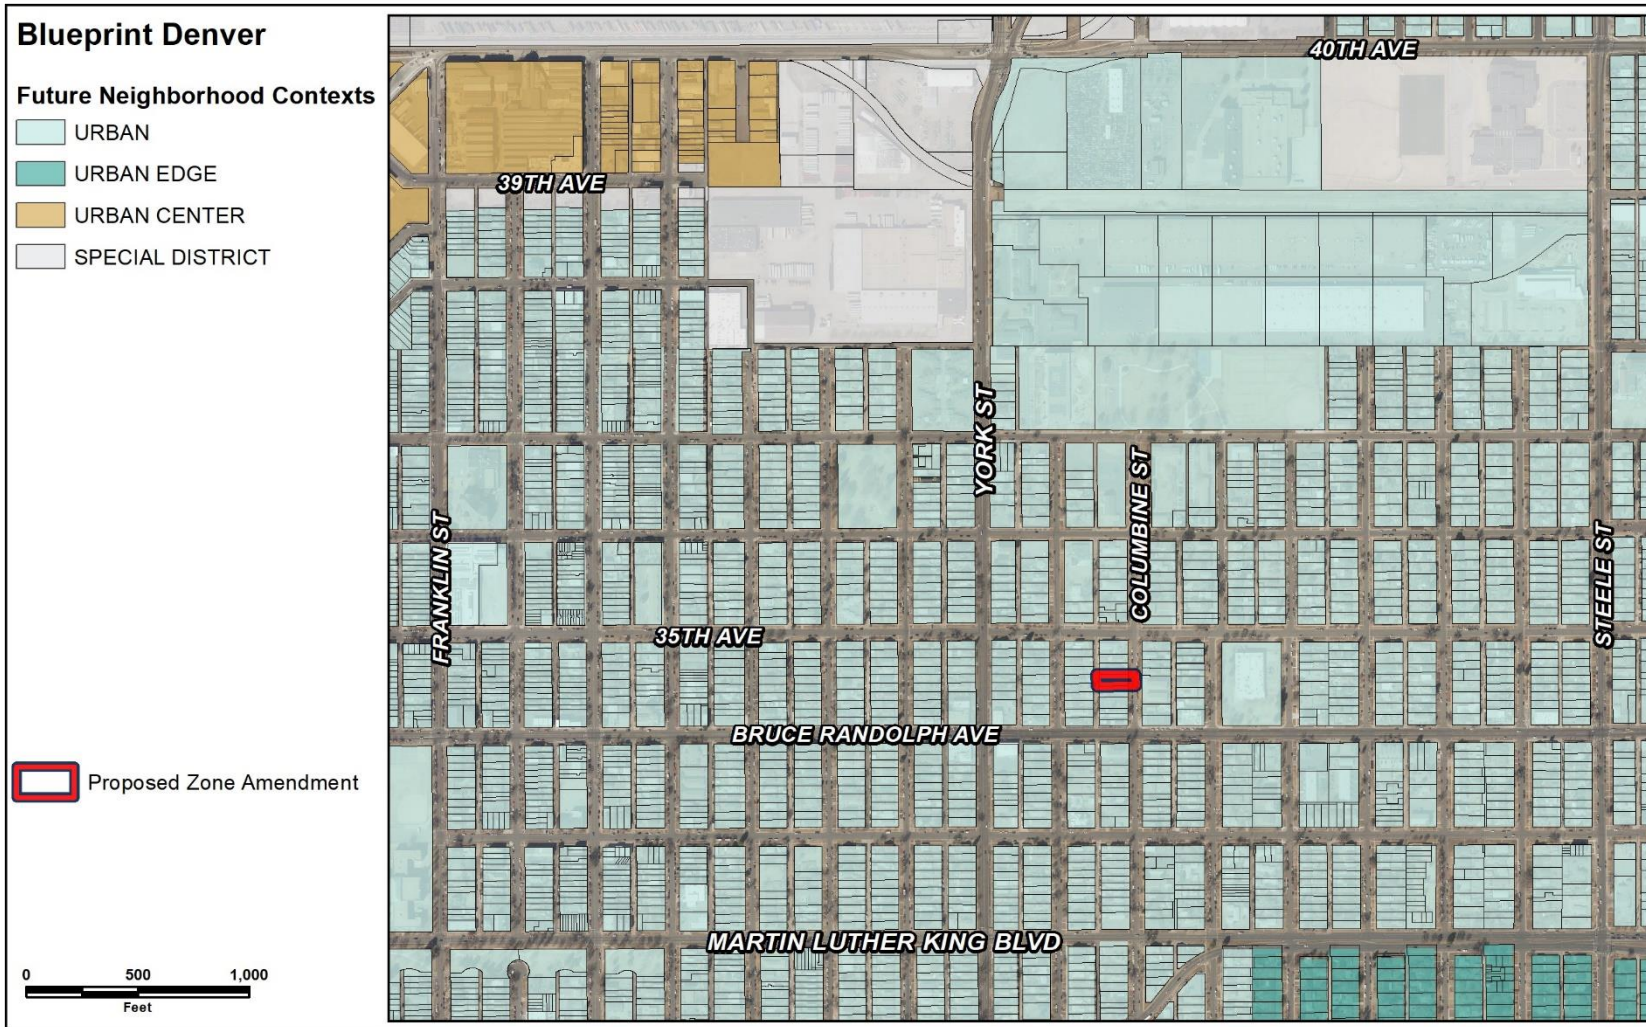 Blueprint Denver
Future Neighborhood Contexts
URBAN
URBAN EDGE
URBAN CENTER
SPECIAL DISTRICT
Proposed Zone Amendment
0 500 1,000
Feet
40TH AVE
39TH AVE
YORK ST
COLUMBINE ST
FRANKLIN ST
STEELE ST
35TH AVE
BRUCE RANDOLPH AVE
MARTIN LUTHER KING BLVD